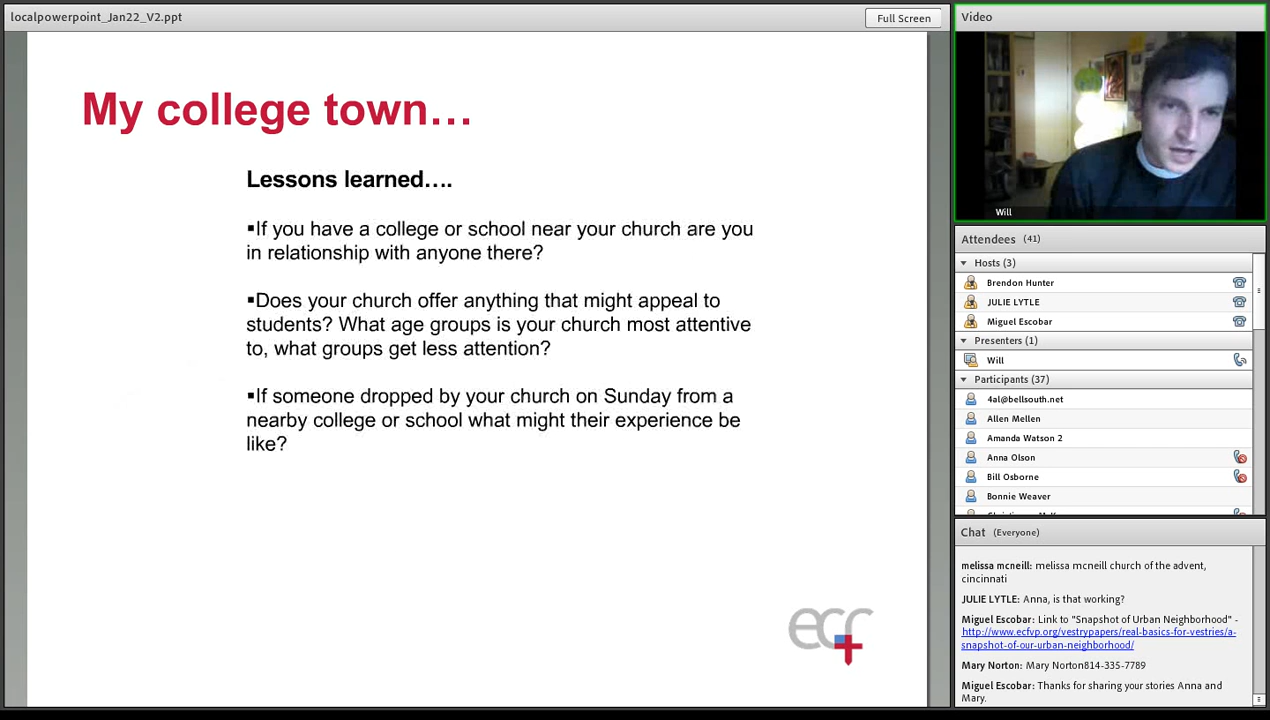 localpowerpoint_Jan22_V2.ppt
Full Screen
My college town…
Lessons learned….
▪If you have a college or school near your church are you
in relationship with anyone there?
▪Does your church offer anything that might appeal to
students? What age groups is your church most attentive
to, what groups get less attention?
▪If someone dropped by your church on Sunday from a
nearby college or school what might their experience be
like?
ecf
Video
Will
Attendees (41)
Hosts (3)
Brendon Hunter
JULIE LYTLE
Miguel Escobar
Presenters (1)
Will
Participants (37)
4al@bellsouth.net
Allen Mellen
Amanda Watson 2
Anna Olson
Bill Osborne
Bonnie Weaver
Chat (Everyone)
melissa mcneill: melissa mcneill church of the advent,
cincinnati
JULIE LYTLE: Anna, is that working?
Miguel Escobar: Link to "Snapshot of Urban Neighborhood" -
http://www.ecfvp.org/vestrypapers/real-basics-for-vestries/a-
snapshot-of-our-urban-neighborhood/
Mary Norton: Mary Norton814-335-7789
Miguel Escobar: Thanks for sharing your stories Anna and
Mary.